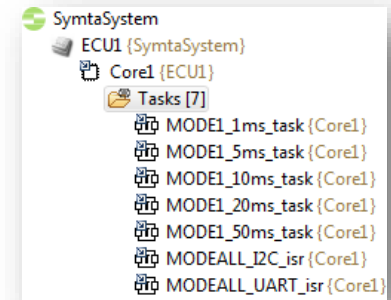 SymtaSystem
ECU1 {SymtaSystem}
Core1 {ECU1}
Tasks [7]
MODE1_1ms_task {Core1}
MODE1_5ms_task {Core1}
MODE1_10ms_task {Core1}
MODE1_20ms_task {Core1}
MODE1_50ms_task {Core1}
MODEALL_I2C_isr {Core1}
MODEALL_UART_isr {Core1}